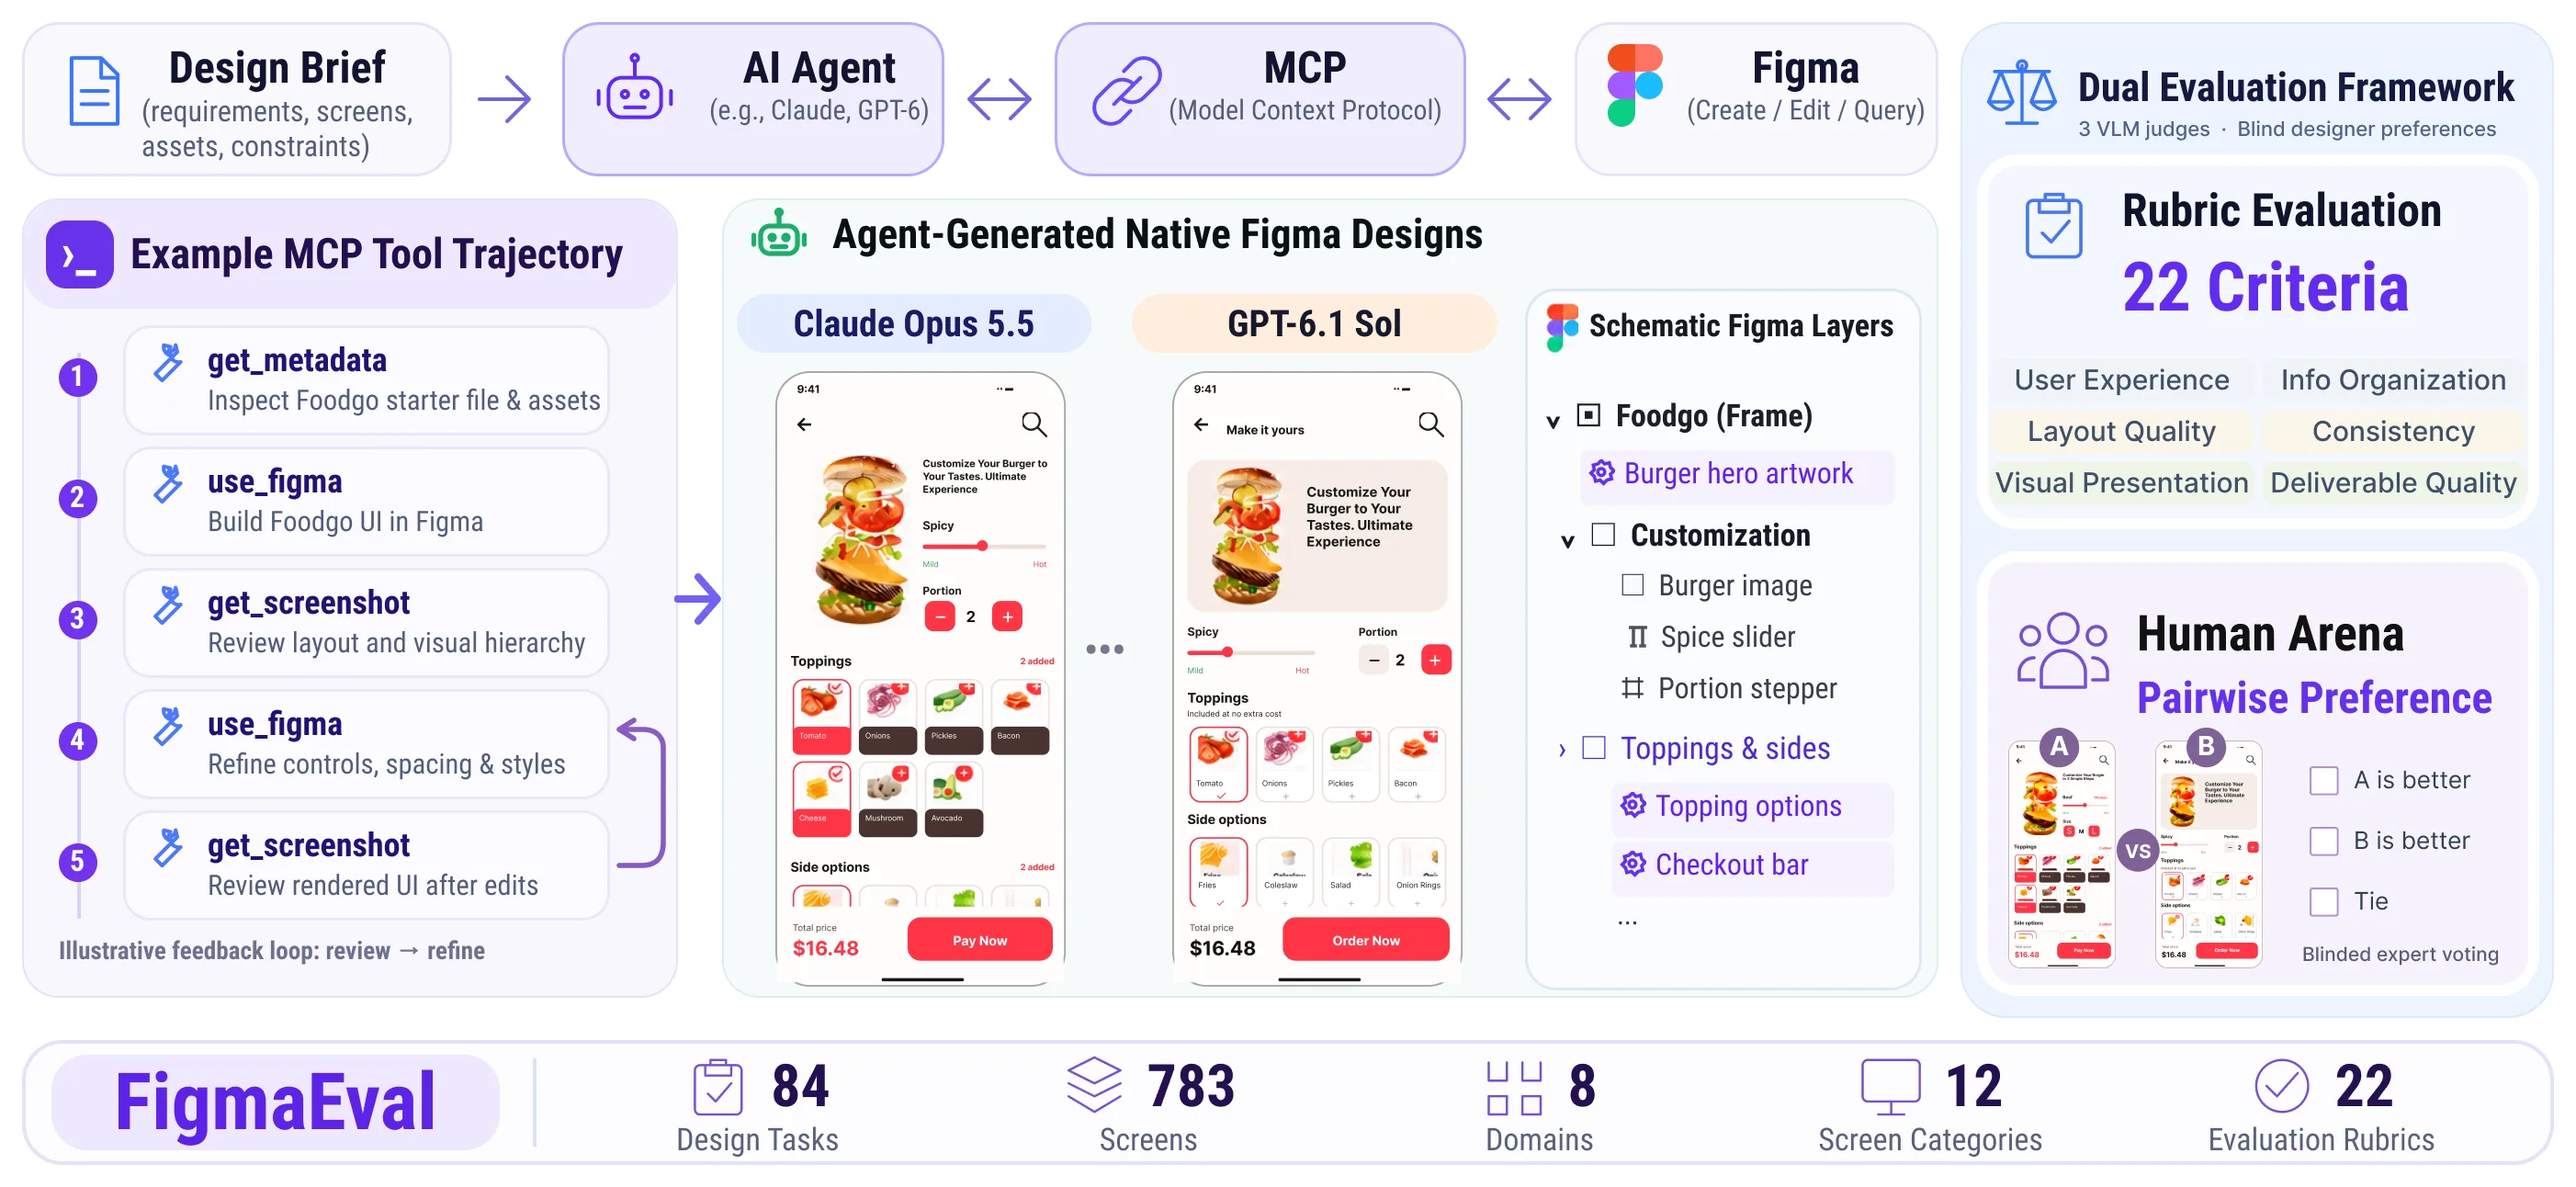 Design Brief
(requirements, screens,
assets, constraints)
AI Agent
(e.g., Claude, GPT-6)
MCP
(Model Context Protocol)
Figma
(Create / Edit / Query)
Dual Evaluation Framework
3 VLM judges · Blind designer preferences
Rubric Evaluation
22 Criteria
User Experience
Info Organization
Layout Quality
Consistency
Visual Presentation
Deliverable Quality
Human Arena
Pairwise Preference
A
B
VS
A is better
B is better
Tie
Blinded expert voting
Example MCP Tool Trajectory
1
get_metadata
Inspect Foodgo starter file & assets
2
use_figma
Build Foodgo UI in Figma
3
get_screenshot
Review layout and visual hierarchy
4
use_figma
Refine controls, spacing & styles
5
get_screenshot
Review rendered UI after edits
Illustrative feedback loop: review → refine
Agent-Generated Native Figma Designs
Claude Opus 5.5
9:41
Customize Your Burger to
Your Tastes. Ultimate
Experience
Spicy
Mild Hot
Portion
− 2 +
Toppings 2 added
Tomato Onions Pickles Bacon
Cheese Mushroom Avocado
Side options 2 added
Total price
$16.48
Pay Now
GPT-6.1 Sol
9:41
Make it yours
Customize Your
Burger to Your
Tastes. Ultimate
Experience
Spicy
Portion
Mild Hot
− 2 +
Toppings
Included at no extra cost
Tomato Onions Pickles Bacon
Side options
Fries Coleslaw Salad Onion Rings
Total price
$16.48
Order Now
Schematic Figma Layers
Foodgo (Frame)
Burger hero artwork
Customization
Burger image
Spice slider
Portion stepper
Toppings & sides
Topping options
Checkout bar
...
FigmaEval
84
Design Tasks
783
Screens
8
Domains
12
Screen Categories
22
Evaluation Rubrics